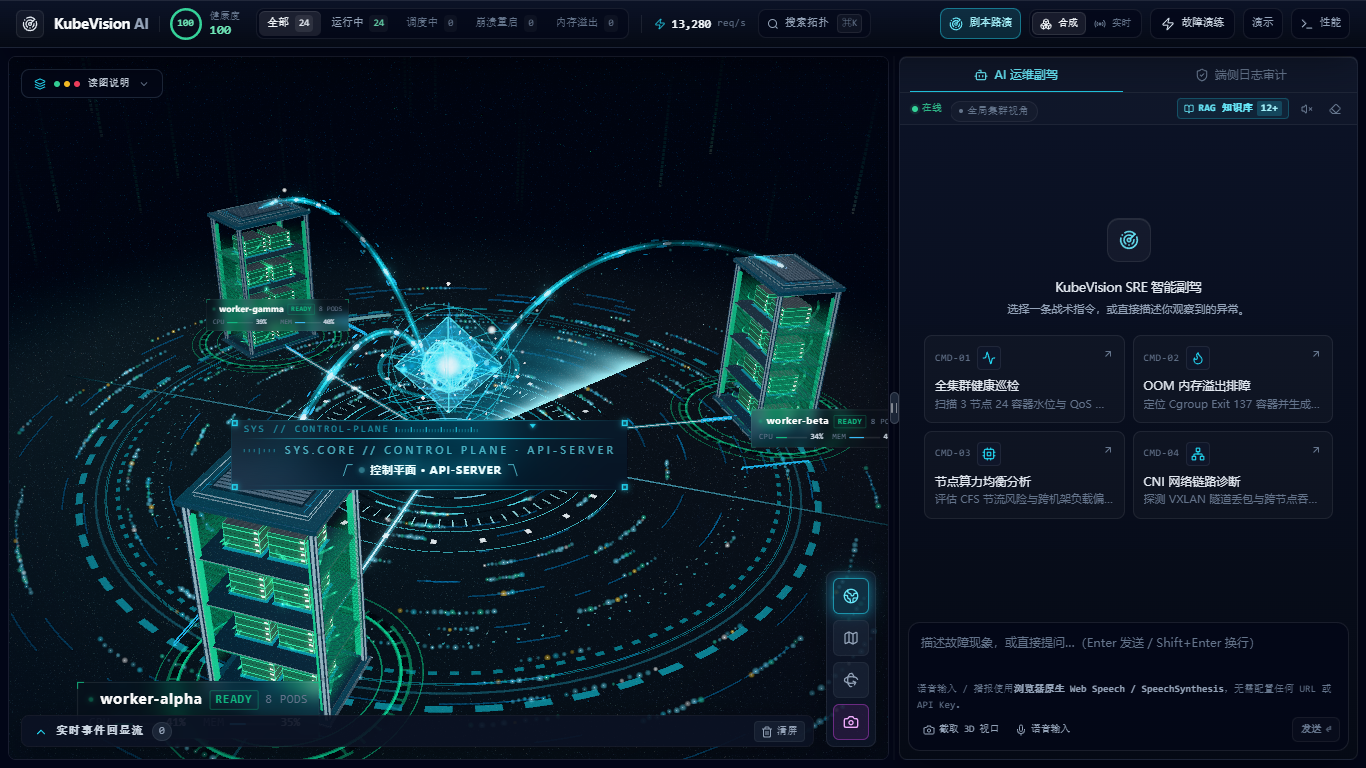 KubeVision AI
100
健康度
100
全部 24
运行中 24
调度中 0
崩溃重启 0
内存溢出 0
13,280 req/s
搜索拓扑 ⌘K
剧本路演
合成
实时
故障演练
演示
性能
读图说明
worker-gamma READY 8 PODS
CPU 39% MEM 40%
worker-beta READY 8 PO
CPU 34% MEM 4
SYS // CONTROL-PLANE
SYS.CORE // CONTROL PLANE · API-SERVER
控制平面 • API-SERVER
worker-alpha READY 8 PODS
31% 35%
实时事件回显流 0
清屏
AI 运维副驾
端侧日志审计
在线
全局集群视角
RAG 知识库 12+
KubeVision SRE 智能副驾
选择一条战术指令，或直接描述你观察到的异常。
CMD-01
全集群健康巡检
扫描 3 节点 24 容器水位与 QoS ...
CMD-02
OOM 内存溢出排障
定位 Cgroup Exit 137 容器并生成...
CMD-03
节点算力均衡分析
评估 CFS 节流风险与跨机架负载偏...
CMD-04
CNI 网络链路诊断
探测 VXLAN 隧道丢包与跨节点吞...
描述故障现象，或直接提问...（Enter 发送 / Shift+Enter 换行）
语音输入 / 播报使用浏览器原生 Web Speech / SpeechSynthesis，无需配置任何 URL 或
API Key。
截取 3D 视口
语音输入
发送